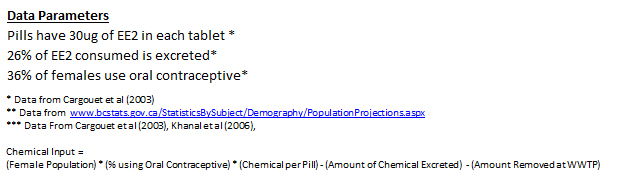 Data Parameters
Pills have 30ug of EE2 in each tablet *
26% of EE2 consumed is excreted*
36% of females use oral contraceptive*
* Data from Cargouet et al (2003)
** Data from www.bcstats.gov.ca/StatisticsBySubject/Demography/PopulationProjections.aspx
*** Data From Cargouet et al (2003), Khanal et al (2006),
Chemical Input =
(Female Population) * (% using Oral Contraceptive) * (Chemical per Pill) - (Amount of Chemical Excreted) - (Amount Removed at WWTP)